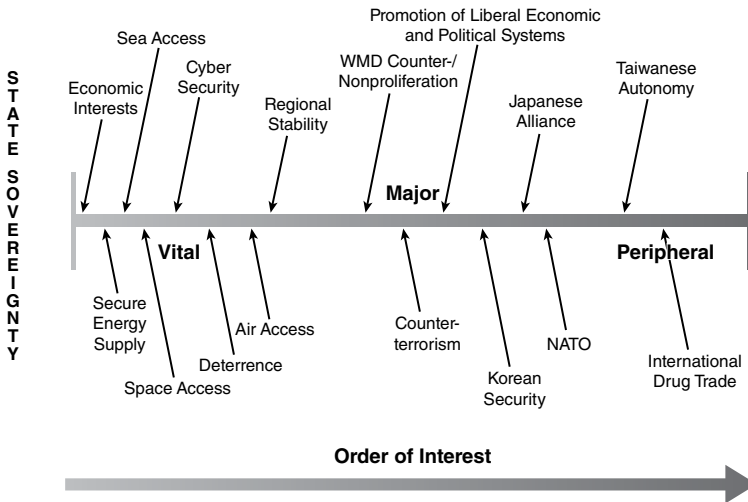 Promotion of Liberal Economic
and Political Systems
Sea Access
WMD Counter-/
Nonproliferation
Cyber
Security
Taiwanese
Autonomy
Economic
Interests
Regional
Stability
Japanese
Alliance
STATE SOVEREIGNTY
Major
Vital
Peripheral
Secure
Energy
Supply
Air Access
Counter-
terrorism
NATO
Deterrence
Space Access
Korean
Security
International
Drug Trade
Order of Interest